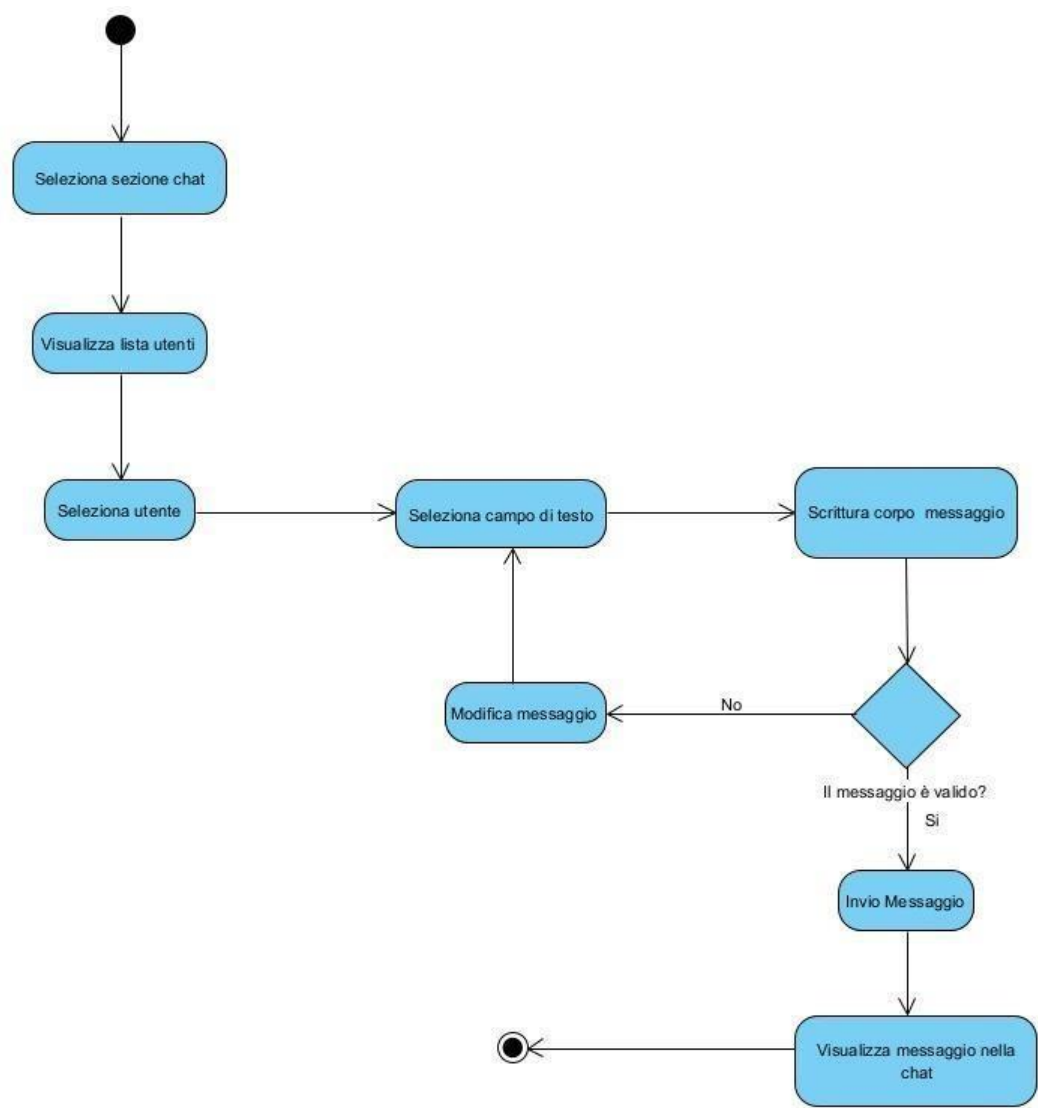 Seleziona sezione chat
Visualizza lista utenti
Seleziona utente
Seleziona campo di testo
Scrittura corpo messaggio
Modifica messaggio
No
Il messaggio è valido?
Si
Invio Messaggio
Visualizza messaggio nella
chat